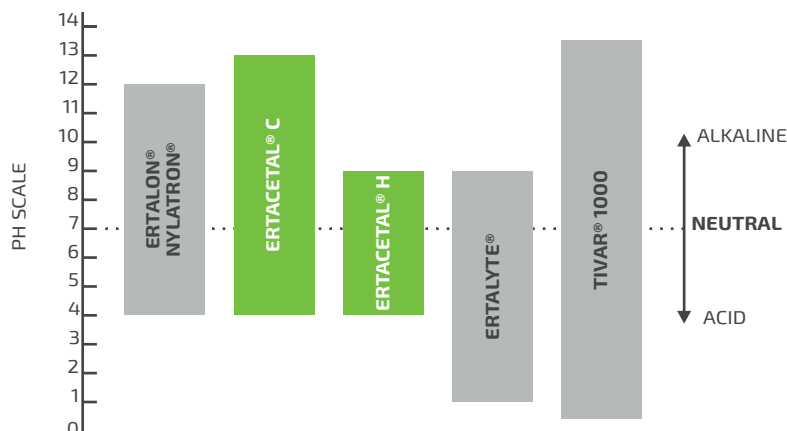 PH SCALE
14
13
12
11
10
9
8
7
6
5
4
3
2
1
0
ERTALON®
NYLATRON®
ERTACETAL® C
ERTACETAL® H
ERTALYTE®
TIVAR® 1000
ALKALINE
NEUTRAL
ACID